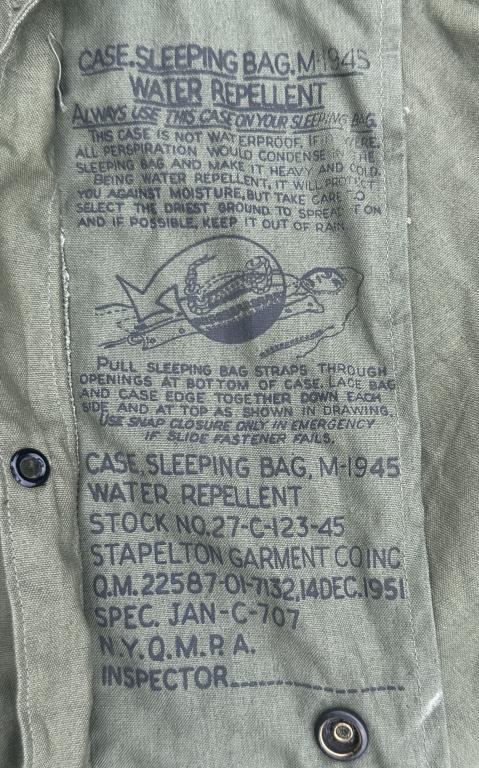 CASE.SLEEPING BAG.M-1945
WATER REPELLENT
ALWAYS USE THIS CASE ON YOUR SLEEPING BAG.
THIS CASE IS NOT WATERPROOF. IF IT WERE,
ALL PERSPIRATION WOULD CONDENSE IN THE
SLEEPING BAG AND MAKE IT HEAVY AND COLD.
BEING WATER REPELLENT, IT WILL PROTECT
YOU AGAINST MOISTURE, BUT TAKE CARE TO
SELECT THE DRIEST GROUND TO SPREAD IT ON
AND IF POSSIBLE, KEEP IT OUT OF RAIN.
PULL SLEEPING BAG STRAPS THROUGH
OPENINGS AT BOTTOM OF CASE. LACE BAG
AND CASE EDGE TOGETHER DOWN EACH
SIDE AND AT TOP AS SHOWN IN DRAWING.
USE SNAP CLOSURE ONLY IN EMERGENCY
IF SLIDE FASTENER FAILS.
CASE, SLEEPING BAG, M-1945
WATER REPELLENT
STOCK NO.27-C-123-45
STAPELTON GARMENT CO INC
Q.M. 22587-01-7132,14DEC.1951
SPEC. JAN-C-707
N.Y.Q.M.P.A.
INSPECTOR